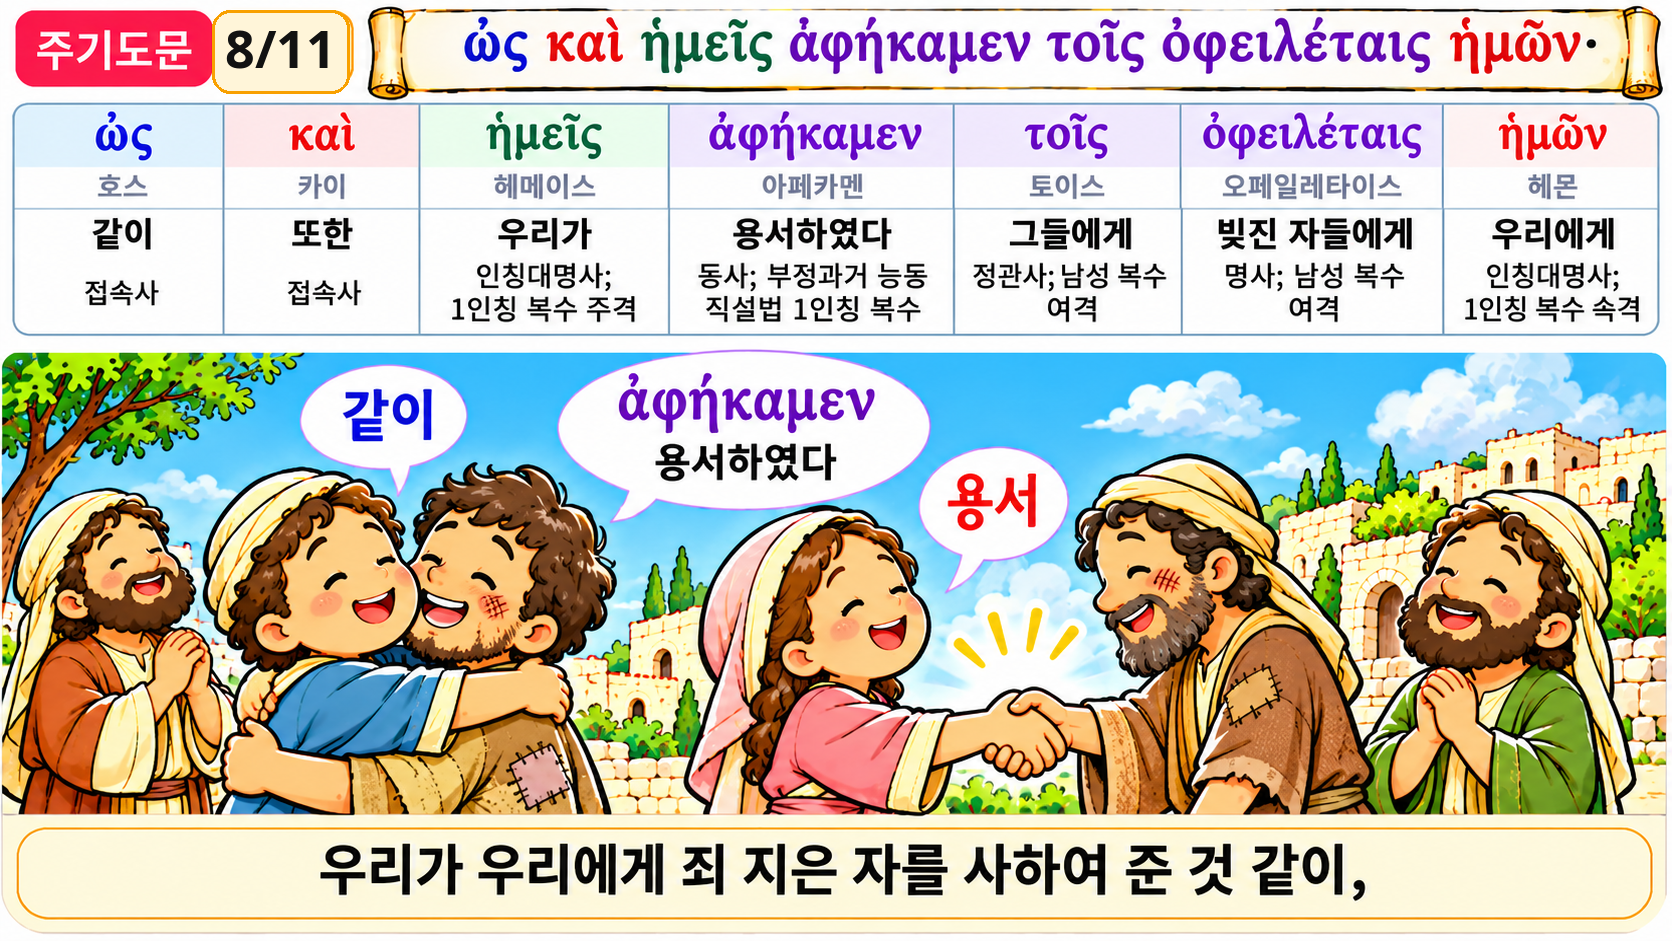 주기도문 8/11 ὠς καὶ ἡμεῖς ἀφήκαμεν τοῖς ὀφειλέταις ἡμῶν·
ὠς καὶ ἡμεῖς ἀφήκαμεν τοῖς ὀφειλέταις ἡμῶν
호스 카이 헤메이스 아페카멘 토이스 오페일레타이스 헤몬
같이 또한 우리가 용서하였다 그들에게 빚진 자들에게 우리에게
접속사 접속사 인칭대명사; 동사; 부정과거 능동 정관사; 남성 복수 명사; 남성 복수 인칭대명사;
1인칭 복수 주격 직설법 1인칭 복수 여격 여격 1인칭 복수 속격
같이
ἀφήκαμεν
용서하였다
용서
우리가 우리에게 죄 지은 자를 사하여 준 것 같이,